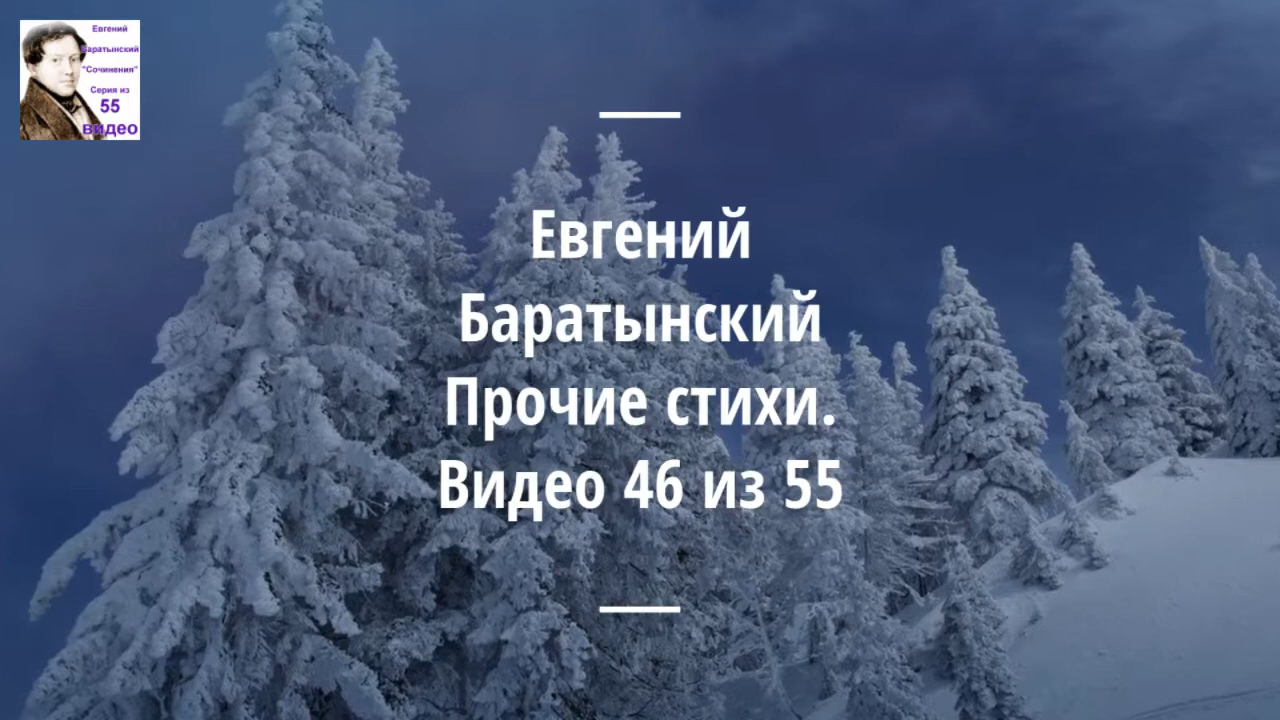 Евгений
Баратынский
"Сочинения"
Серия из
55
видео
Евгений
Баратынский
Прочие стихи.
Видео 46 из 55